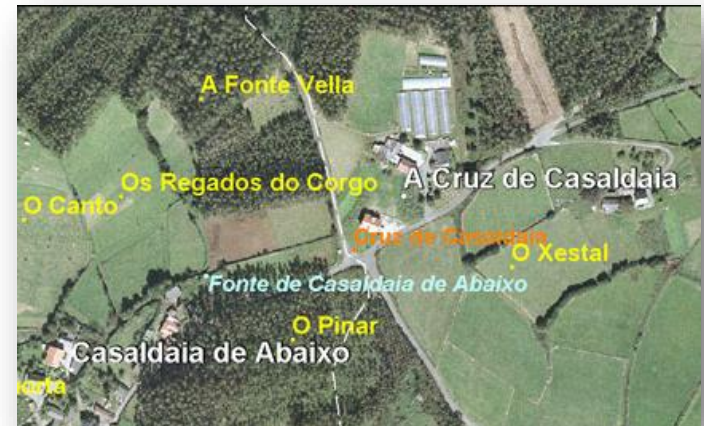 A Fonte Vella
Os Regados do Corgo
A Cruz de Casaldaia
O Canto
Cruz de Casaldaia
O Xestal
Fonte de Casaldaia de Abaixo
O Pinar
Casaldaia de Abaixo